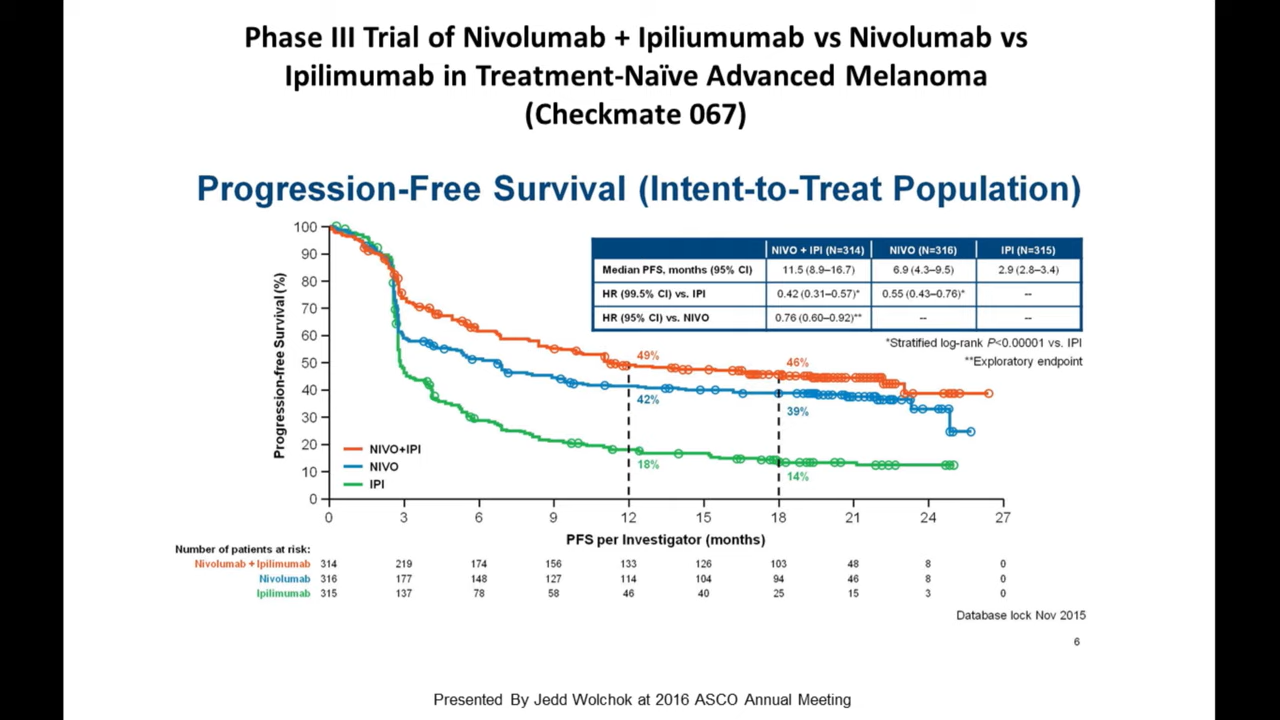 Phase III Trial of Nivolumab + Ipiliumumab vs Nivolumab vs
Ipilimumab in Treatment-Naïve Advanced Melanoma
(Checkmate 067)
Progression-Free Survival (Intent-to-Treat Population)
NIVO + IPI (N=314) NIVO (N=316) IPI (N=315)
Median PFS, months (95% CI) 11.5 (8.9–16.7) 6.9 (4.3–9.5) 2.9 (2.8–3.4)
HR (99.5% CI) vs. IPI 0.42 (0.31–0.57)* 0.55 (0.43–0.76)* --
HR (95% CI) vs. NIVO 0.76 (0.60–0.92)** -- --
*Stratified log-rank P<0.00001 vs. IPI
**Exploratory endpoint
Progression-free Survival (%)
100
90
80
70
60
50
40
30
20
10
0
49%
46%
42%
39%
18%
14%
NIVO+IPI
NIVO
IPI
0 3 6 9 12 15 18 21 24 27
PFS per Investigator (months)
Number of patients at risk:
Nivolumab + Ipilimumab 314 219 174 156 133 126 103 48 8 0
Nivolumab 316 177 148 127 114 104 94 46 8 0
Ipilimumab 315 137 78 58 46 40 25 15 3 0
Database lock Nov 2015
6
Presented By Jedd Wolchok at 2016 ASCO Annual Meeting